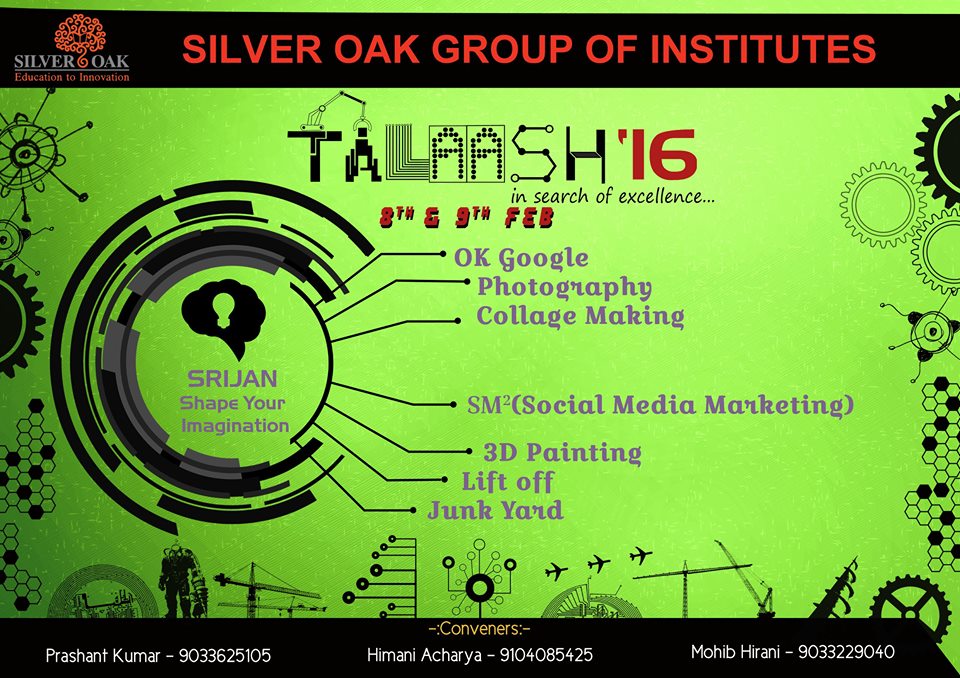 SILVER OAK
Education to Innovation
SILVER OAK GROUP OF INSTITUTES
TALAASH '16
in search of excellence...
8TH & 9TH FEB
OK Google
Photography
Collage Making
SRIJAN
Shape Your
Imagination
SM²(Social Media Marketing)
3D Painting
Lift off
Junk Yard
-:Conveners:-
Prashant Kumar - 9033625105
Himani Acharya - 9104085425
Mohib Hirani - 9033229040